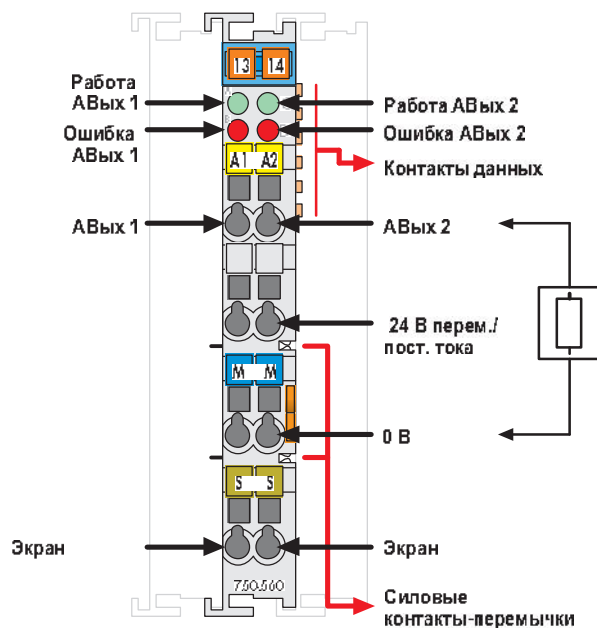 13 14
Работа
АВых 1
Работа АВых 2
Ошибка
АВых 1
Ошибка АВых 2
A1 A2
Контакты данных
АВых 1
АВых 2
24 В перем./
пост. тока
M M
0 В
S S
Экран
Экран
750-560
Силовые
контакты-перемычки